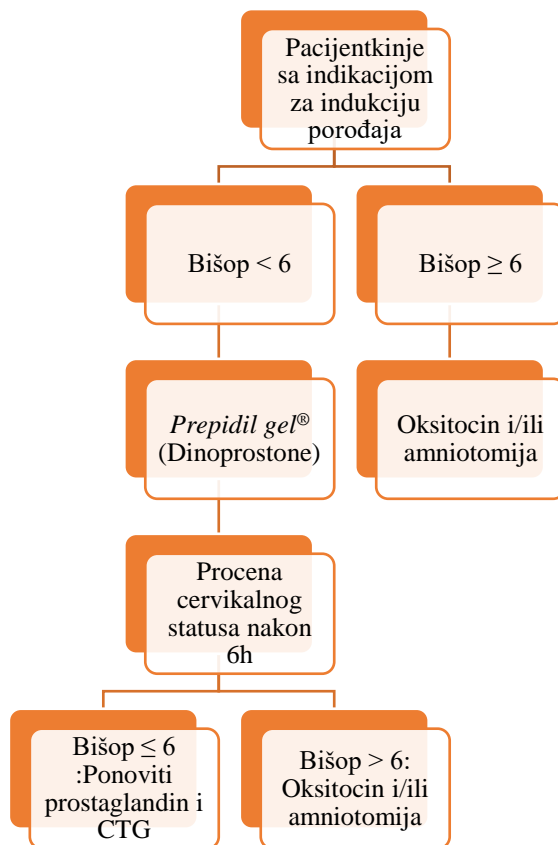 Pacijentkinje
sa indikacijom
za indukciju
porođaja
Bišop < 6
Bišop ≥ 6
Prepidil gel®
(Dinoprostone)
Oksitocin i/ili
amniotomija
Procena
cervikalnog
statusa nakon
6h
Bišop ≤ 6
:Ponoviti
prostaglandin i
CTG
Bišop > 6:
Oksitocin i/ili
amniotomija